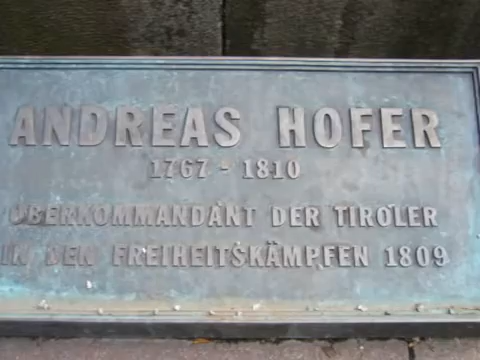 ANDREAS HOFER
1767 - 1810
OBERKOMMANDANT DER TIROLER
IN DEN FREIHEITSKÄMPFEN 1809